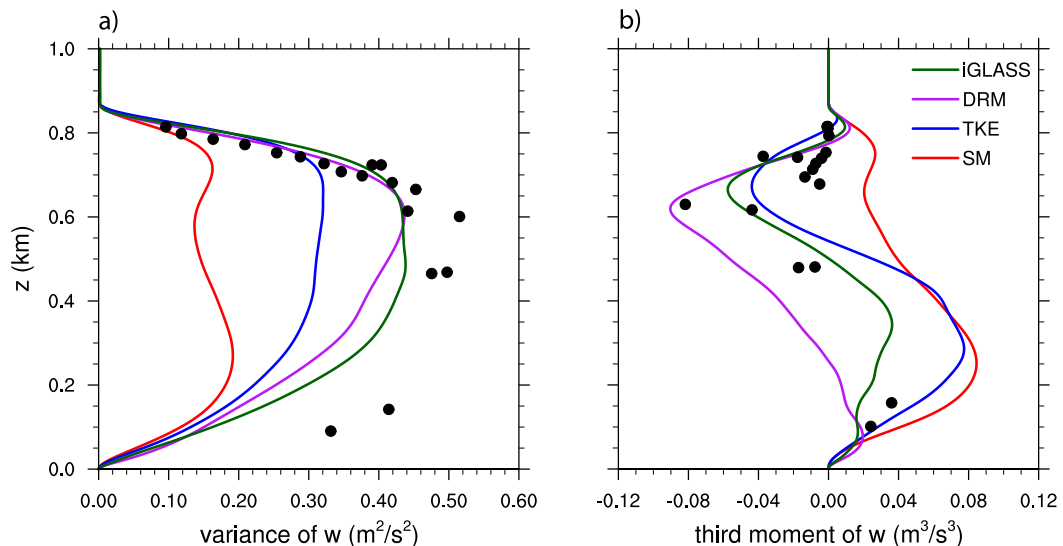 a)
1.0
0.8
0.6
0.4
0.2
0.0
z (km)
0.00 0.10 0.20 0.30 0.40 0.50 0.60
variance of w (m²/s²)
b)
iGLASS
DRM
TKE
SM
-0.12 -0.08 -0.04 0.00 0.04 0.08 0.12
third moment of w (m³/s³)